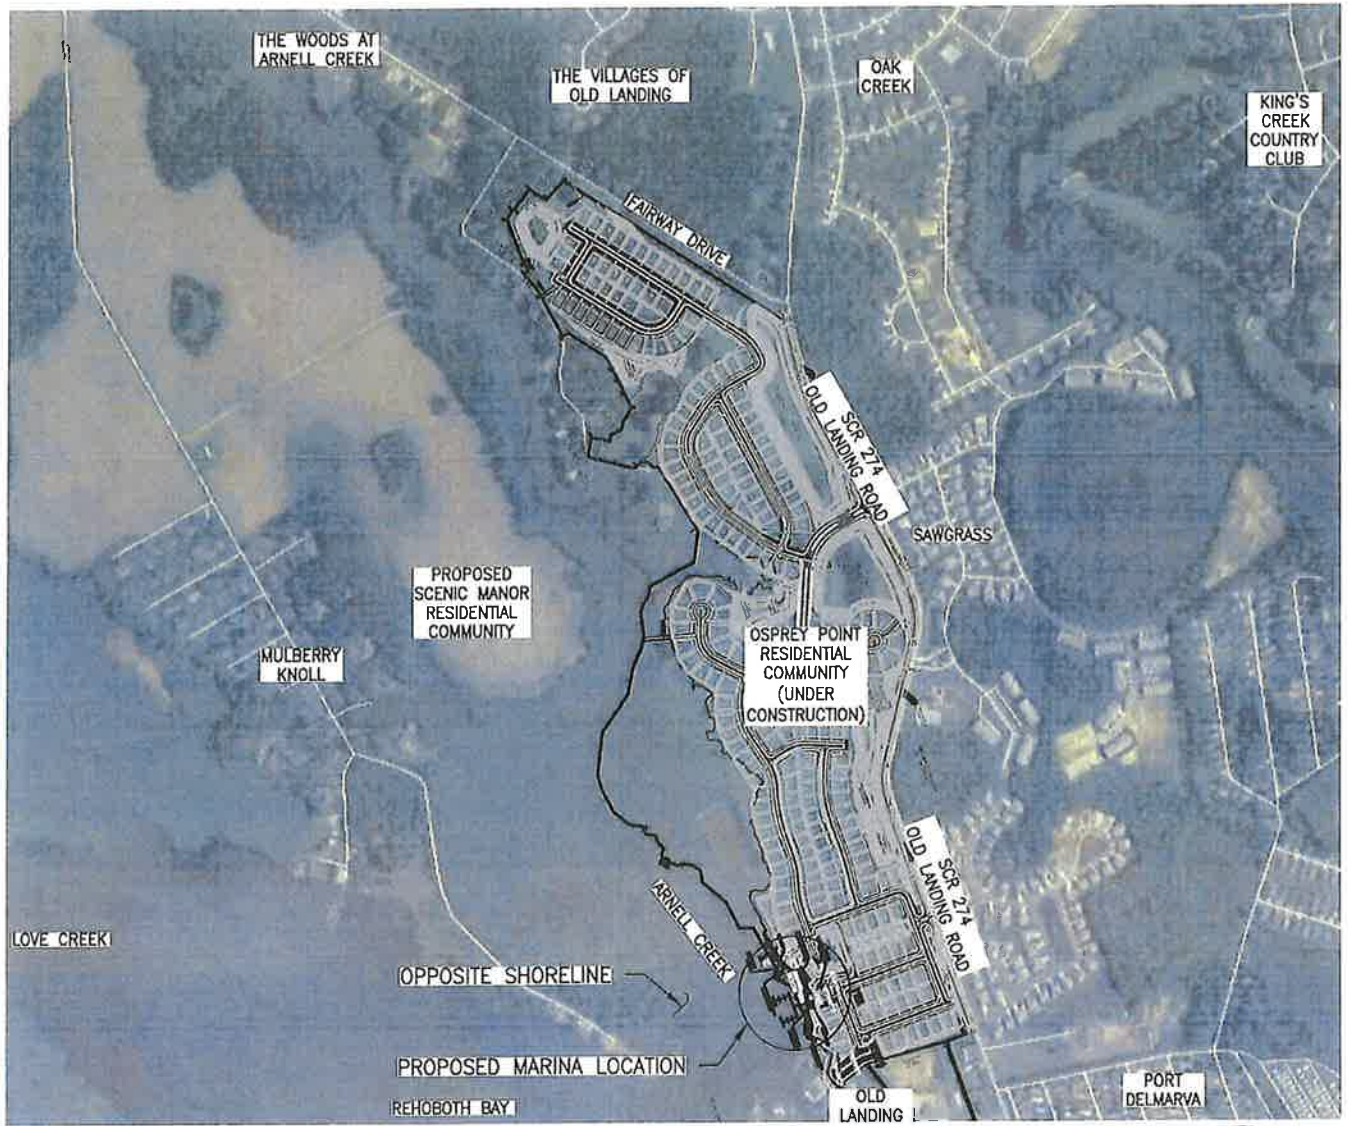 THE WOODS AT
ARNELL CREEK
THE VILLAGES OF
OLD LANDING
OAK
CREEK
KING'S
CREEK
COUNTRY
CLUB
FAIRWAY DRIVE
SCR 274
OLD LANDING ROAD
SAWGRASS
PROPOSED
SCENIC MANOR
RESIDENTIAL
COMMUNITY
MULBERRY
KNOLL
OSPREY POINT
RESIDENTIAL
COMMUNITY
(UNDER
CONSTRUCTION)
SCR 274
OLD LANDING ROAD
ARNELL CREEK
LOVE CREEK
OPPOSITE SHORELINE
PROPOSED MARINA LOCATION
REHOBOTH BAY
OLD
LANDING
PORT
DELMARVA